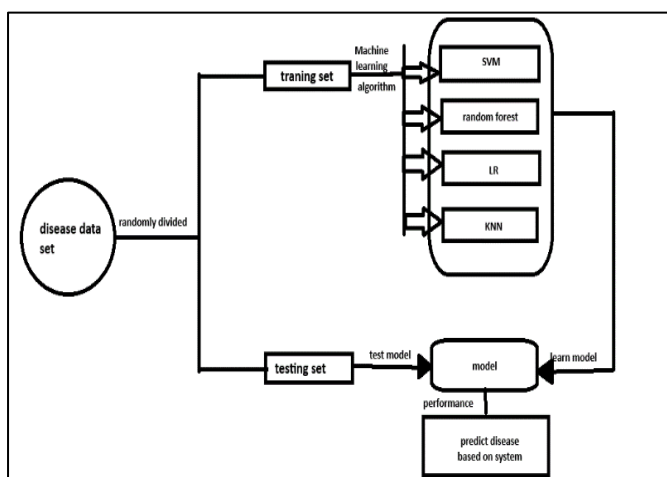 Machine
learning
algorithm
traning set
SVM
random forest
LR
KNN
disease data
set
randomly divided
testing set
test model
model
learn model
performance
predict disease
based on system